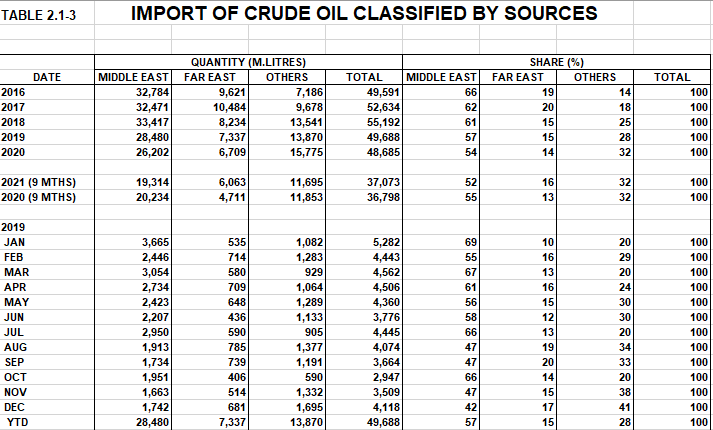 TABLE 2.1-3 IMPORT OF CRUDE OIL CLASSIFIED BY SOURCES
QUANTITY (M.LITRES) SHARE (%)
DATE MIDDLE EAST FAR EAST OTHERS TOTAL MIDDLE EAST FAR EAST OTHERS TOTAL
2016 32,784 9,621 7,186 49,591 66 19 14 100
2017 32,471 10,484 9,678 52,634 62 20 18 100
2018 33,417 8,234 13,541 55,192 61 15 25 100
2019 28,480 7,337 13,870 49,688 57 15 28 100
2020 26,202 6,709 15,775 48,685 54 14 32 100
2021 (9 MTHS) 19,314 6,063 11,695 37,073 52 16 32 100
2020 (9 MTHS) 20,234 4,711 11,853 36,798 55 13 32 100
2019
JAN 3,665 535 1,082 5,282 69 10 20 100
FEB 2,446 714 1,283 4,443 55 16 29 100
MAR 3,054 580 929 4,562 67 13 20 100
APR 2,734 709 1,064 4,506 61 16 24 100
MAY 2,423 648 1,289 4,360 56 15 30 100
JUN 2,207 436 1,133 3,776 58 12 30 100
JUL 2,950 590 905 4,445 66 13 20 100
AUG 1,913 785 1,377 4,074 47 19 34 100
SEP 1,734 739 1,191 3,664 47 20 33 100
OCT 1,951 406 590 2,947 66 14 20 100
NOV 1,663 514 1,332 3,509 47 15 38 100
DEC 1,742 681 1,695 4,118 42 17 41 100
YTD 28,480 7,337 13,870 49,688 57 15 28 100